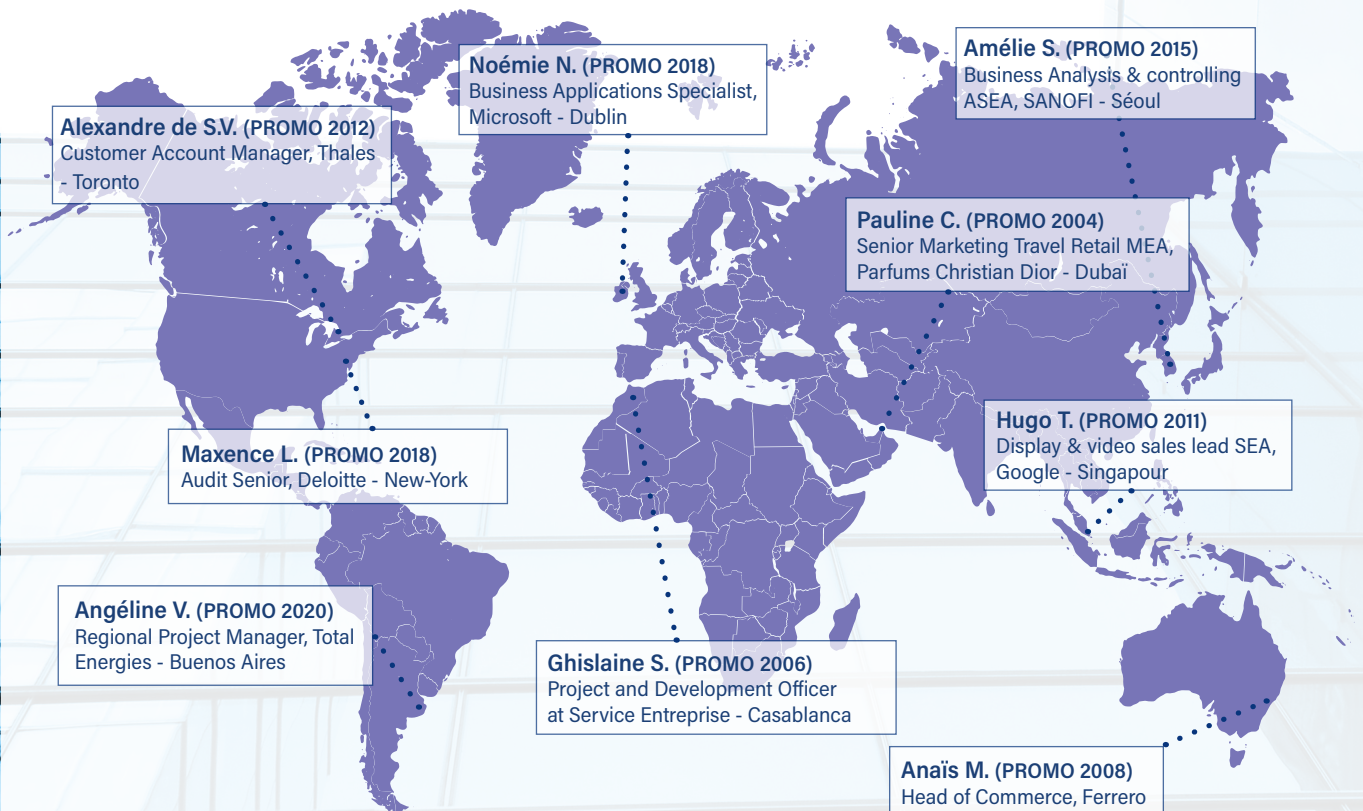 Noémie N. (PROMO 2018)
Business Applications Specialist,
Microsoft - Dublin
Amélie S. (PROMO 2015)
Business Analysis & controlling
ASEA, SANOFI - Séoul
Alexandre de S.V. (PROMO 2012)
Customer Account Manager, Thales
- Toronto
Pauline C. (PROMO 2004)
Senior Marketing Travel Retail MEA,
Parfums Christian Dior - Dubaï
Maxence L. (PROMO 2018)
Audit Senior, Deloitte - New-York
Hugo T. (PROMO 2011)
Display & video sales lead SEA,
Google - Singapour
Angéline V. (PROMO 2020)
Regional Project Manager, Total
Energies - Buenos Aires
Ghislaine S. (PROMO 2006)
Project and Development Officer
at Service Entreprise - Casablanca
Anaïs M. (PROMO 2008)
Head of Commerce, Ferrero